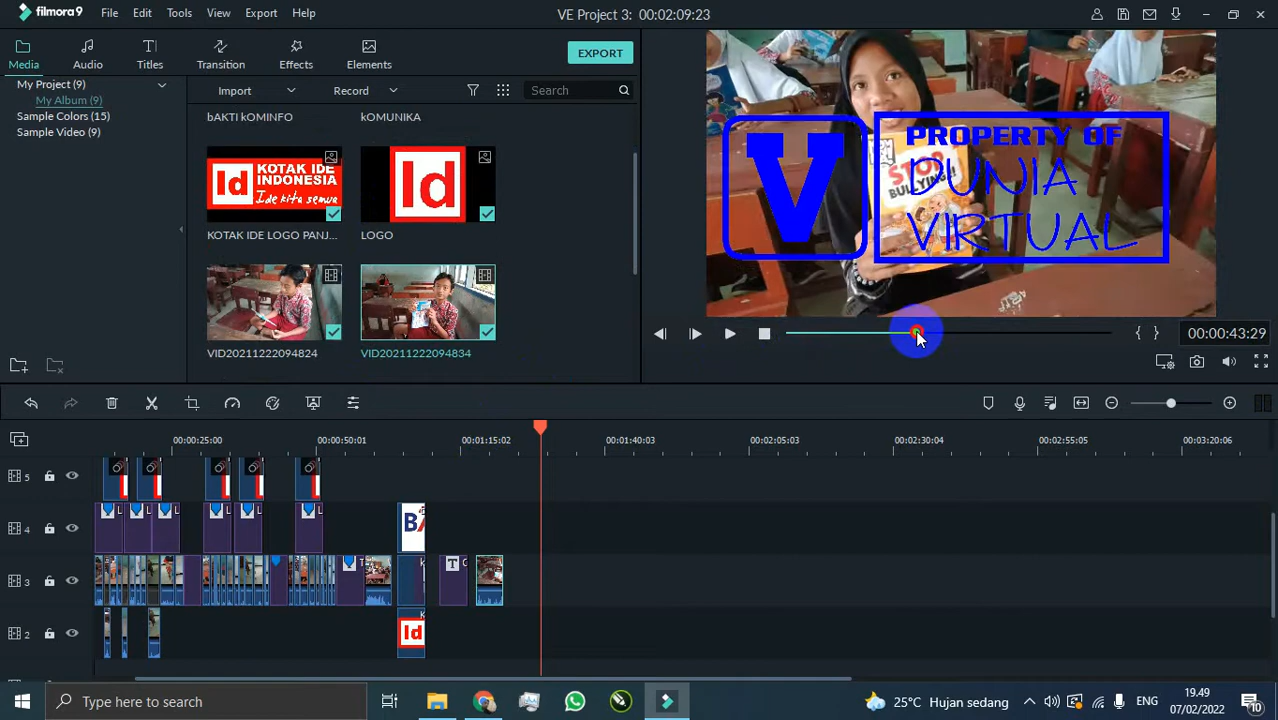 filmora9
File Edit Tools View Export Help
VE Project 3: 00:02:09:23
Media Audio Titles Transition Effects Elements
EXPORT
My Project (9)
My Album (9)
Sample Colors (15)
Sample Video (9)
Import Record Search
bAKTI kOMINFO kOMUNIKA
Id KOTAK IDE
INDONESIA
Ide kita semua
Id
KOTAK IDE LOGO PANJ... LOGO
VID20211222094824 VID20211222094834
STOP
BULLYING!
PROPERTY OF
V DUNIA
VIRTUAL
00:00:43:29
00:00:25:00 00:00:50:01 00:01:15:02 00:01:40:03 00:02:05:03 00:02:30:04 00:02:55:05 00:03:20:06
5
4 L L L L L L BA
3 T K T C
2 K
Id
Type here to search
25°C Hujan sedang
ENG
19.49
07/02/2022
10